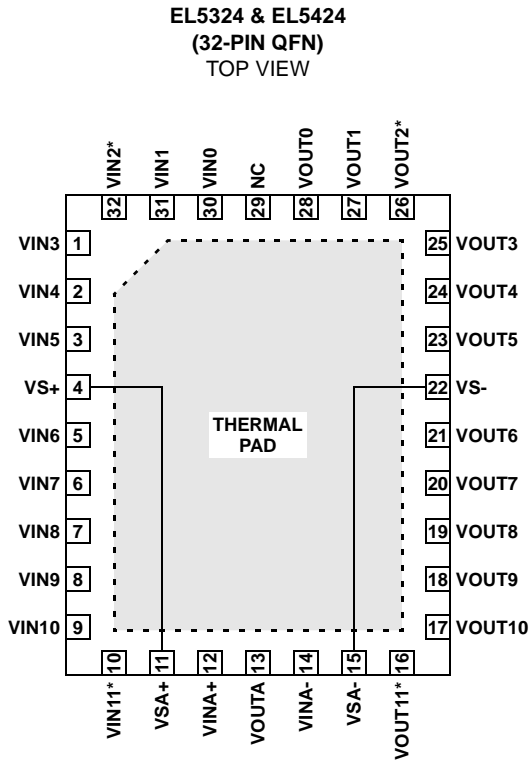 EL5324 & EL5424
(32-PIN QFN)
TOP VIEW
VIN2*
VIN1
VIN0
NC
VOUT0
VOUT1
VOUT2*
32
31
30
29
28
27
26
VIN3 1
25 VOUT3
VIN4 2
24 VOUT4
VIN5 3
23 VOUT5
VS+ 4
22 VS-
VIN6 5
THERMAL
PAD
21 VOUT6
VIN7 6
20 VOUT7
VIN8 7
19 VOUT8
VIN9 8
18 VOUT9
VIN10 9
17 VOUT10
10
11
12
13
14
15
16
VIN11*
VSA+
VINA+
VOUTA
VINA-
VSA-
VOUT11*